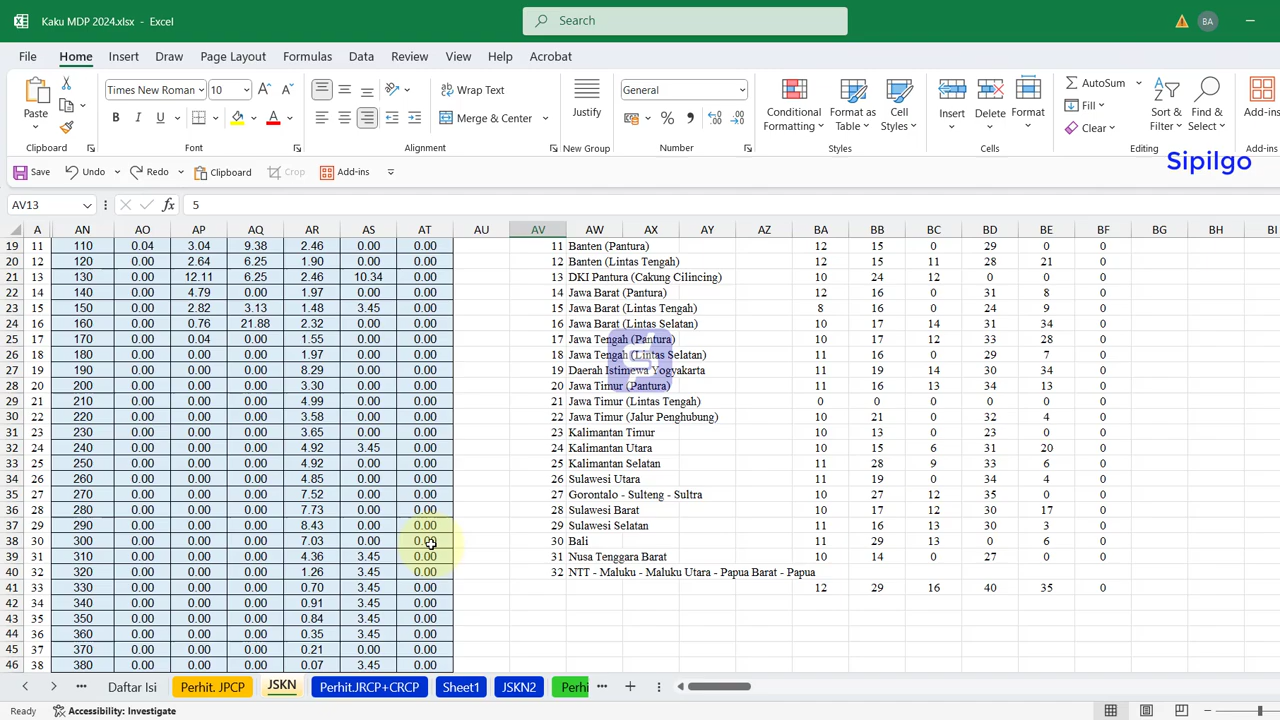 Kaku MDP 2024.xlsx - Excel
Search
BA
File Home Insert Draw Page Layout Formulas Data Review View Help Acrobat
Paste Times New Roman 10 Wrap Text Justify General Conditional Formatting Format as Table Cell Styles Insert Delete Format AutoSum Fill Clear Sort & Filter Find & Select Add-ins
B I U Merge & Center
Clipboard Font Alignment New Group Number Styles Cells Editing Add-ins
Save Undo Redo Clipboard Crop Add-ins
Sipilgo
AV13 fx 5
A AN AO AP AQ AR AS AT AU AV AW AX AY AZ BA BB BC BD BE BF BG BH BI
19 11 110 0.04 3.04 9.38 2.46 0.00 0.00 11 Banten (Pantura) 12 15 0 29 0 0
20 12 120 0.00 2.64 6.25 1.90 0.00 0.00 12 Banten (Lintas Tengah) 12 15 11 28 21 0
21 13 130 0.00 12.11 6.25 2.46 10.34 0.00 13 DKI Pantura (Cakung Cilincing) 10 24 12 0 0 0
22 14 140 0.00 4.79 0.00 1.97 0.00 0.00 14 Jawa Barat (Pantura) 12 16 0 31 8 0
23 15 150 0.00 2.82 3.13 1.48 3.45 0.00 15 Jawa Barat (Lintas Tengah) 8 16 0 24 9 0
24 16 160 0.00 0.76 21.88 2.32 0.00 0.00 16 Jawa Barat (Lintas Selatan) 10 17 14 31 34 0
25 17 170 0.00 0.04 0.00 1.55 0.00 0.00 17 Jawa Tengah (Pantura) 10 17 12 33 28 0
26 18 180 0.00 0.00 0.00 1.97 0.00 0.00 18 Jawa Tengah (Lintas Selatan) 11 16 0 29 7 0
27 19 190 0.00 0.00 0.00 8.29 0.00 0.00 19 Daerah Istimewa Yogyakarta 11 19 14 30 34 0
28 20 200 0.00 0.00 0.00 3.30 0.00 0.00 20 Jawa Timur (Pantura) 11 16 13 34 13 0
29 21 210 0.00 0.00 0.00 4.99 0.00 0.00 21 Jawa Timur (Lintas Tengah) 0 0 0 0 0 0
30 22 220 0.00 0.00 0.00 3.58 0.00 0.00 22 Jawa Timur (Jalur Penghubung) 10 21 0 32 4 0
31 23 230 0.00 0.00 0.00 3.65 0.00 0.00 23 Kalimantan Timur 10 13 0 23 0 0
32 24 240 0.00 0.00 0.00 4.92 3.45 0.00 24 Kalimantan Utara 10 15 6 31 20 0
33 25 250 0.00 0.00 0.00 4.92 0.00 0.00 25 Kalimantan Selatan 11 28 9 33 6 0
34 26 260 0.00 0.00 0.00 4.85 0.00 0.00 26 Sulawesi Utara 11 19 0 34 4 0
35 27 270 0.00 0.00 0.00 7.52 0.00 0.00 27 Gorontalo - Sulteng - Sultra 10 27 12 35 0 0
36 28 280 0.00 0.00 0.00 7.73 0.00 0.00 28 Sulawesi Barat 10 17 12 30 17 0
37 29 290 0.00 0.00 0.00 8.43 0.00 0.00 29 Sulawesi Selatan 11 16 13 30 3 0
38 30 300 0.00 0.00 0.00 7.03 0.00 30 Bali 11 29 13 0 6 0
39 31 310 0.00 0.00 0.00 4.36 3.45 0.00 31 Nusa Tenggara Barat 10 14 0 27 0 0
40 32 320 0.00 0.00 0.00 1.26 3.45 0.00 32 NTT - Maluku - Maluku Utara - Papua Barat - Papua
41 33 330 0.00 0.00 0.00 0.70 3.45 0.00 12 29 16 40 35 0
42 34 340 0.00 0.00 0.00 0.91 3.45 0.00
43 35 350 0.00 0.00 0.00 0.84 3.45 0.00
44 36 360 0.00 0.00 0.00 0.35 3.45 0.00
45 37 370 0.00 0.00 0.00 0.21 0.00 0.00
46 38 380 0.00 0.00 0.00 0.07 3.45 0.00
Daftar Isi Perhit. JPCP JSKN Perhit.JRCP+CRCP Sheet1 JSKN2 Perhi
Ready Accessibility: Investigate